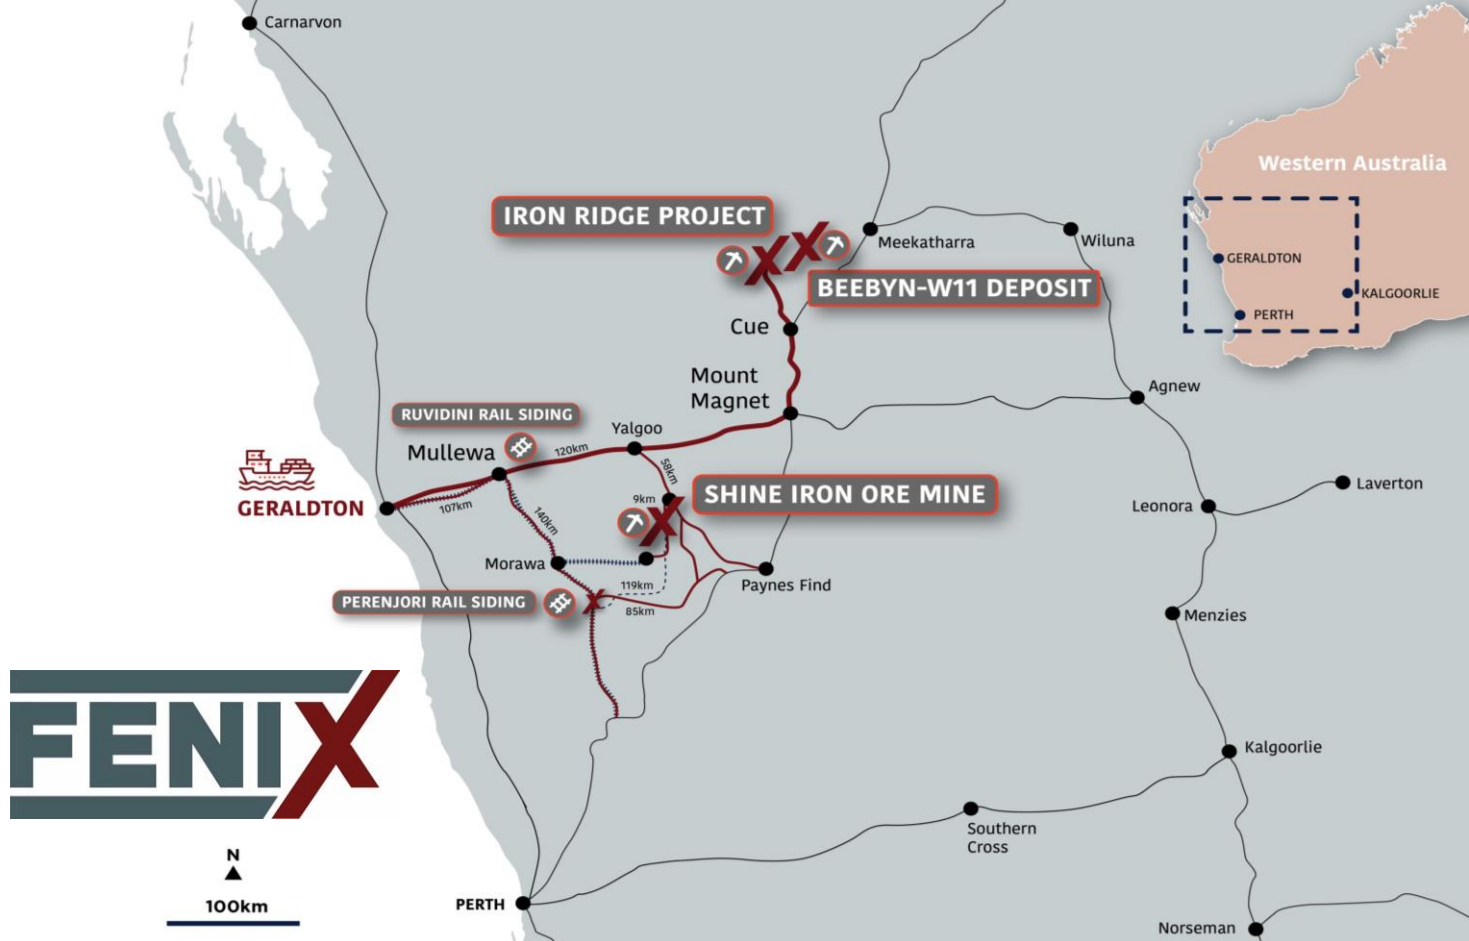 Carnarvon
Western Australia
IRON RIDGE PROJECT
Meekatharra
Wiluna
GERALDTON
BEEBYN-W11 DEPOSIT
KALGOORLIE
PERTH
Cue
Mount
Magnet
Agnew
RUVIDINI RAIL SIDING
Yalgoo
Mullewa
120km
58km
GERALDTON
107km
9km
SHINE IRON ORE MINE
Laverton
Leonora
140km
Morawa
119km
Paynes Find
PERENJORI RAIL SIDING
85km
Menzies
FENIX
Kalgoorlie
Southern
Cross
N
100km
PERTH
Norseman